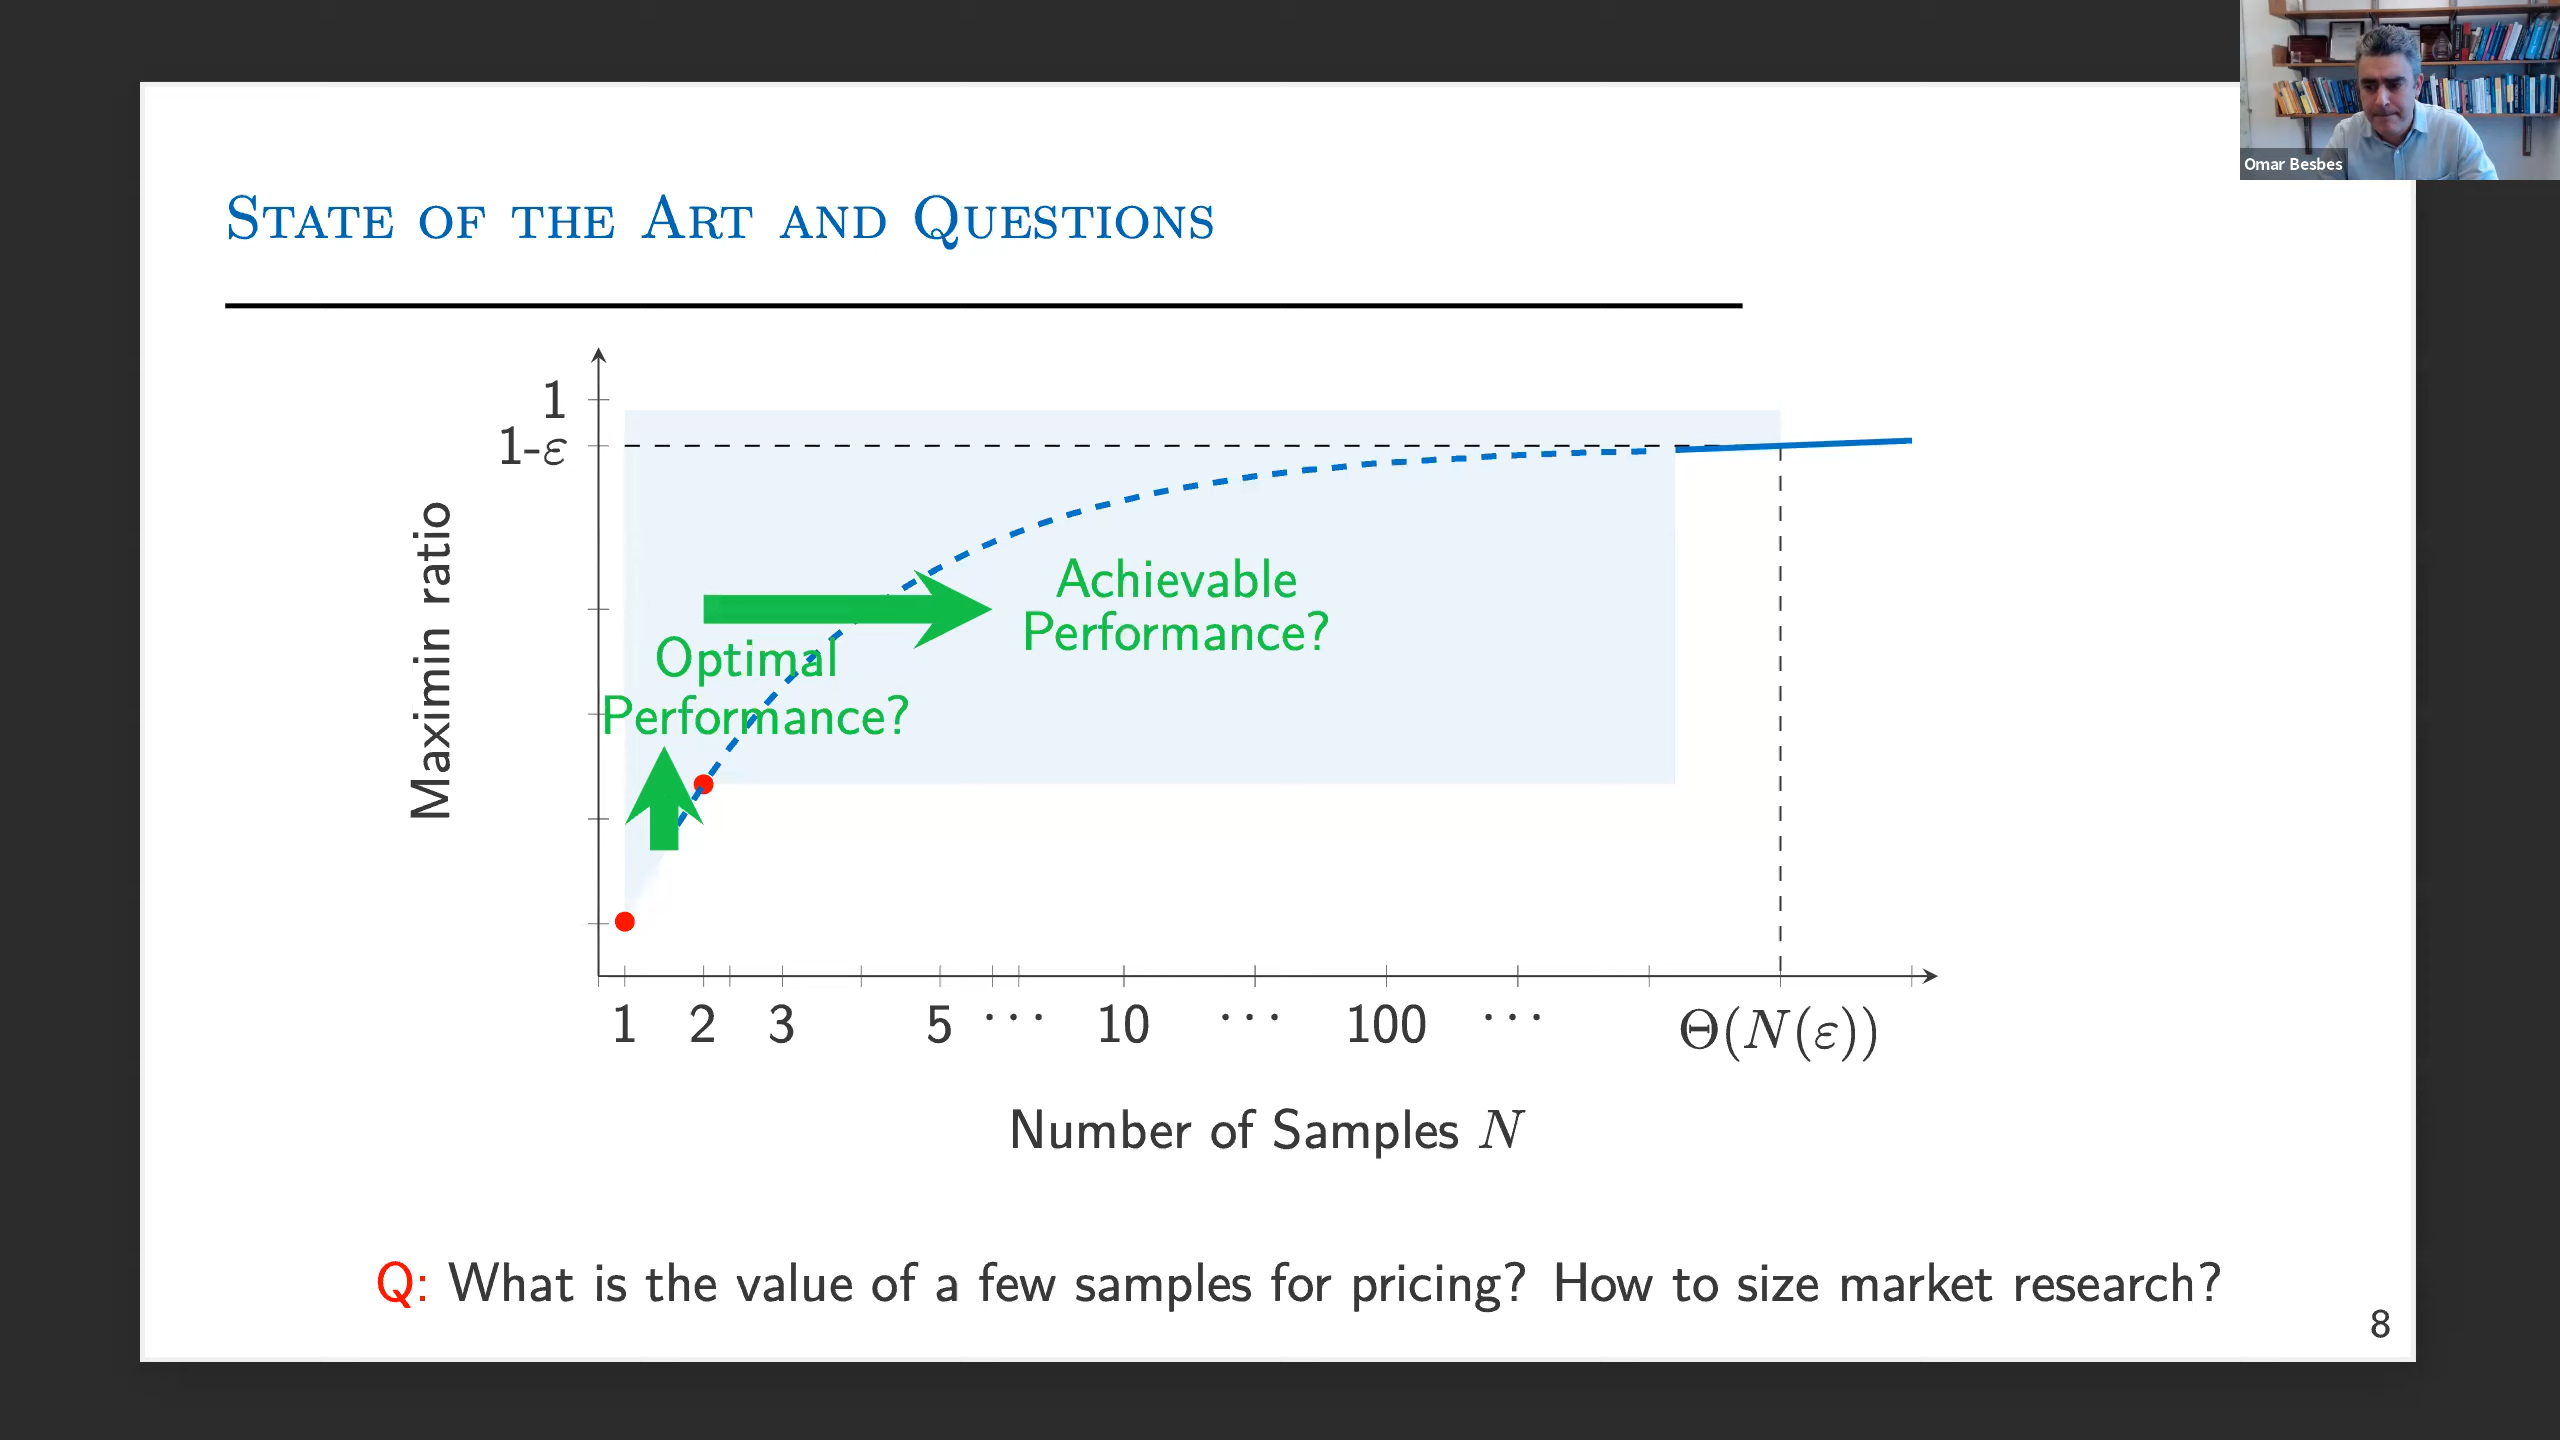 Omar Besbes
State of the Art and Questions
1
1-ε
Maximin ratio
Achievable
Performance?
Optimal
Performance?
1 2 3 5 ··· 10 ··· 100 ··· Θ(N(ε))
Number of Samples N
Q: What is the value of a few samples for pricing? How to size market research?
8